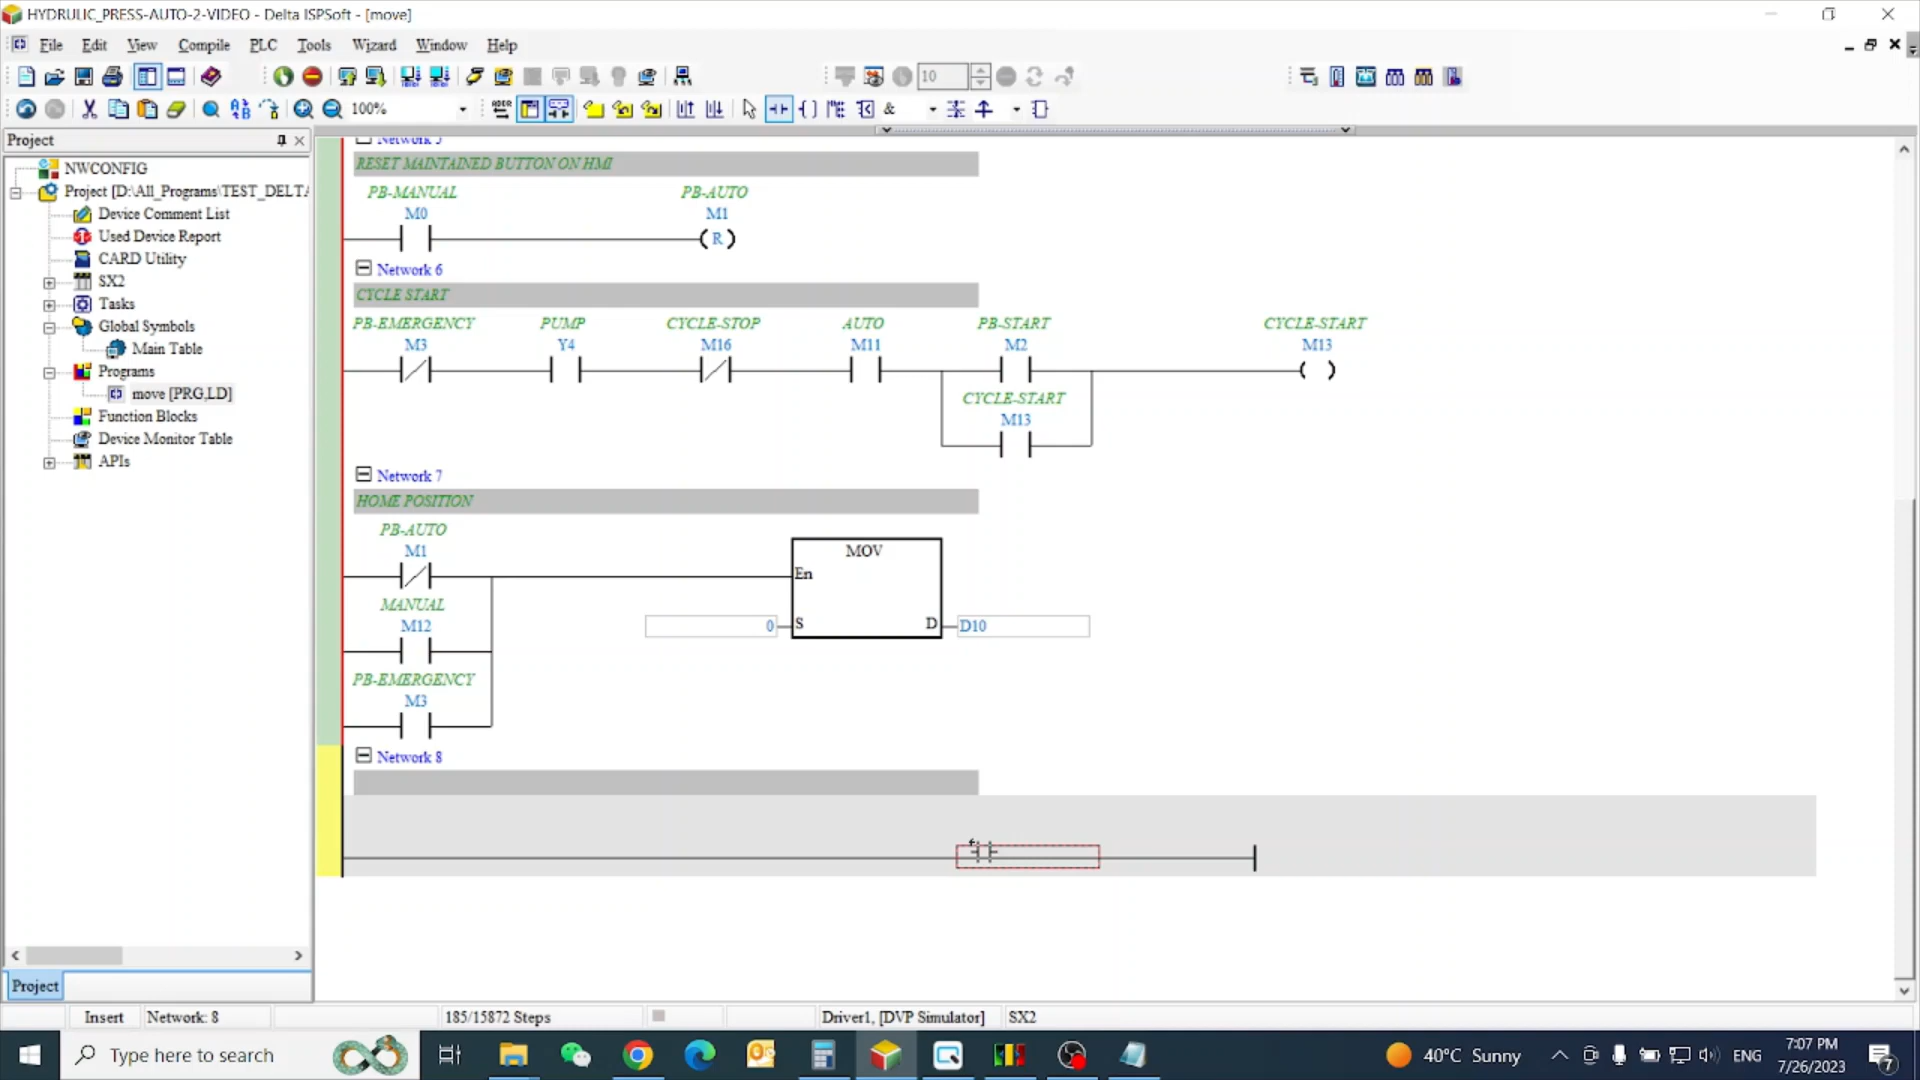 HYDRULIC_PRESS-AUTO-2-VIDEO - Delta ISPSoft - [move]
File Edit View Compile PLC Tools Wizard Window Help
10
100%
Project
NWCONFIG
Project [D:\All_Programs\TEST_DELTA
Device Comment List
Used Device Report
CARD Utility
SX2
Tasks
Global Symbols
Main Table
Programs
move [PRG,LD]
Function Blocks
Device Monitor Table
APIs
Project
Network 5
RESET MAINTAINED BUTTON ON HMI
PB-MANUAL PB-AUTO
M0 M1
R
Network 6
CYCLE START
PB-EMERGENCY PUMP CYCLE-STOP AUTO PB-START CYCLE-START
M3 Y4 M16 M11 M2 M13
CYCLE-START
M13
Network 7
HOME POSITION
PB-AUTO
M1
MOV
En
MANUAL
M12
0 S D D10
PB-EMERGENCY
M3
Network 8
Insert Network: 8 185/15872 Steps Driver1, [DVP Simulator] SX2
Type here to search
40°C Sunny
ENG
7:07 PM
7/26/2023
7